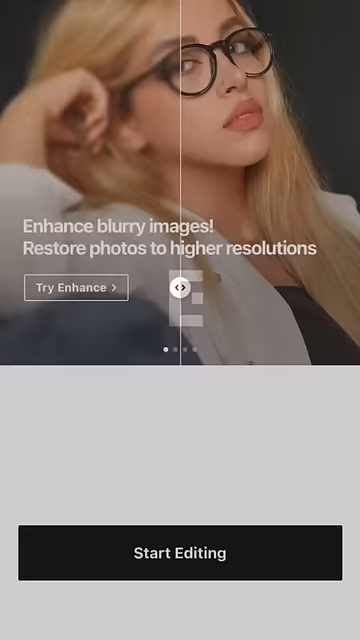 Enhance blurry images!
Restore photos to higher resolutions
Try Enhance >
Start Editing